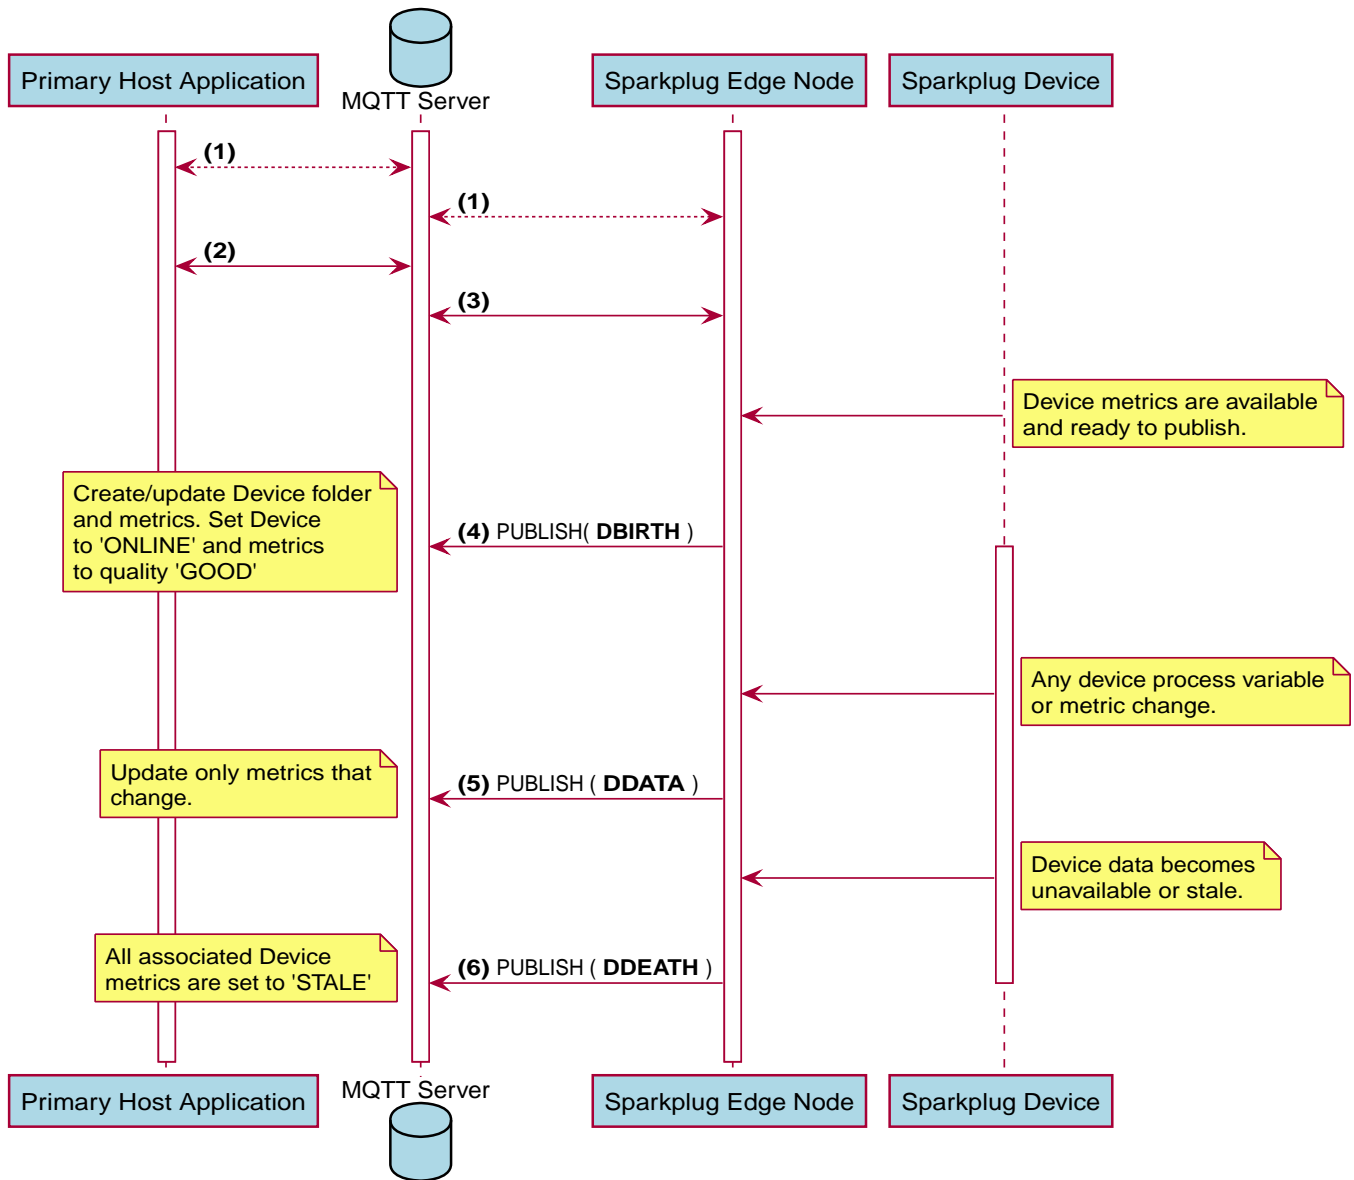 Primary Host Application
MQTT Server
Sparkplug Edge Node
Sparkplug Device
(1)
(1)
(2)
(3)
Device metrics are available
and ready to publish.
Create/update Device folder
and metrics. Set Device
to 'ONLINE' and metrics
to quality 'GOOD'
(4) PUBLISH( DBIRTH )
Any device process variable
or metric change.
Update only metrics that
change.
(5) PUBLISH ( DDATA )
Device data becomes
unavailable or stale.
All associated Device
metrics are set to 'STALE'
(6) PUBLISH ( DDEATH )
Primary Host Application
MQTT Server
Sparkplug Edge Node
Sparkplug Device